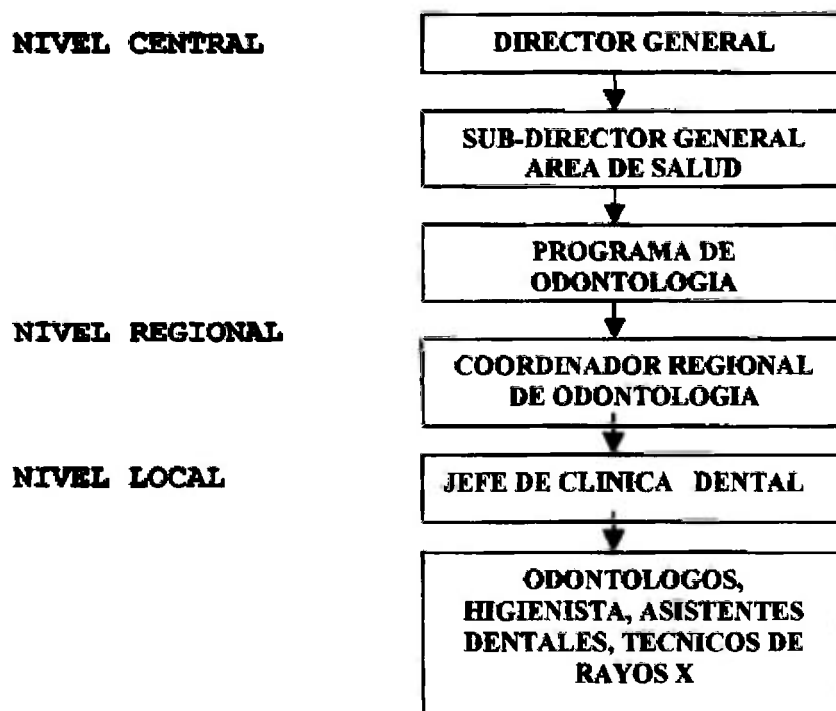 NIVEL CENTRAL
DIRECTOR GENERAL
SUB-DIRECTOR GENERAL
AREA DE SALUD
PROGRAMA DE
ODONTOLOGIA
NIVEL REGIONAL
COORDINADOR REGIONAL
DE ODONTOLOGIA
NIVEL LOCAL
JEFE DE CLINICA DENTAL
ODONTOLOGOS,
HIGIENISTA, ASISTENTES
DENTALES, TECNICOS DE
RAYOS X